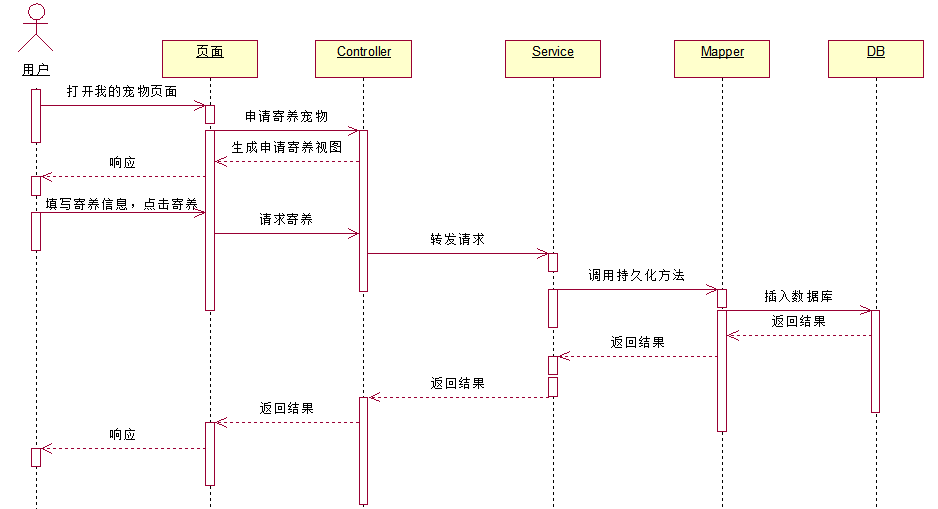 用户
页面
Controller
Service
Mapper
DB
打开我的宠物页面
申请寄养宠物
生成申请寄养视图
响应
填写寄养信息，点击寄养
请求寄养
转发请求
调用持久化方法
插入数据库
返回结果
返回结果
返回结果
返回结果
响应